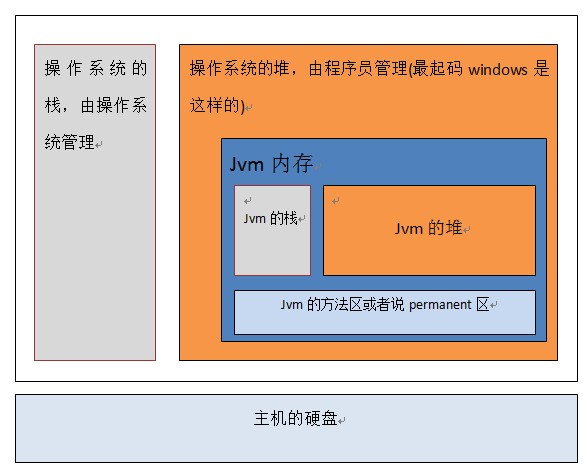 操作系统的
栈，由操作系
统管理
操作系统的堆，由程序员管理(最起码 windows 是
这样的)
Jvm 内存
Jvm 的栈
Jvm 的堆
Jvm 的方法区或者说 permanent 区
主机的硬盘